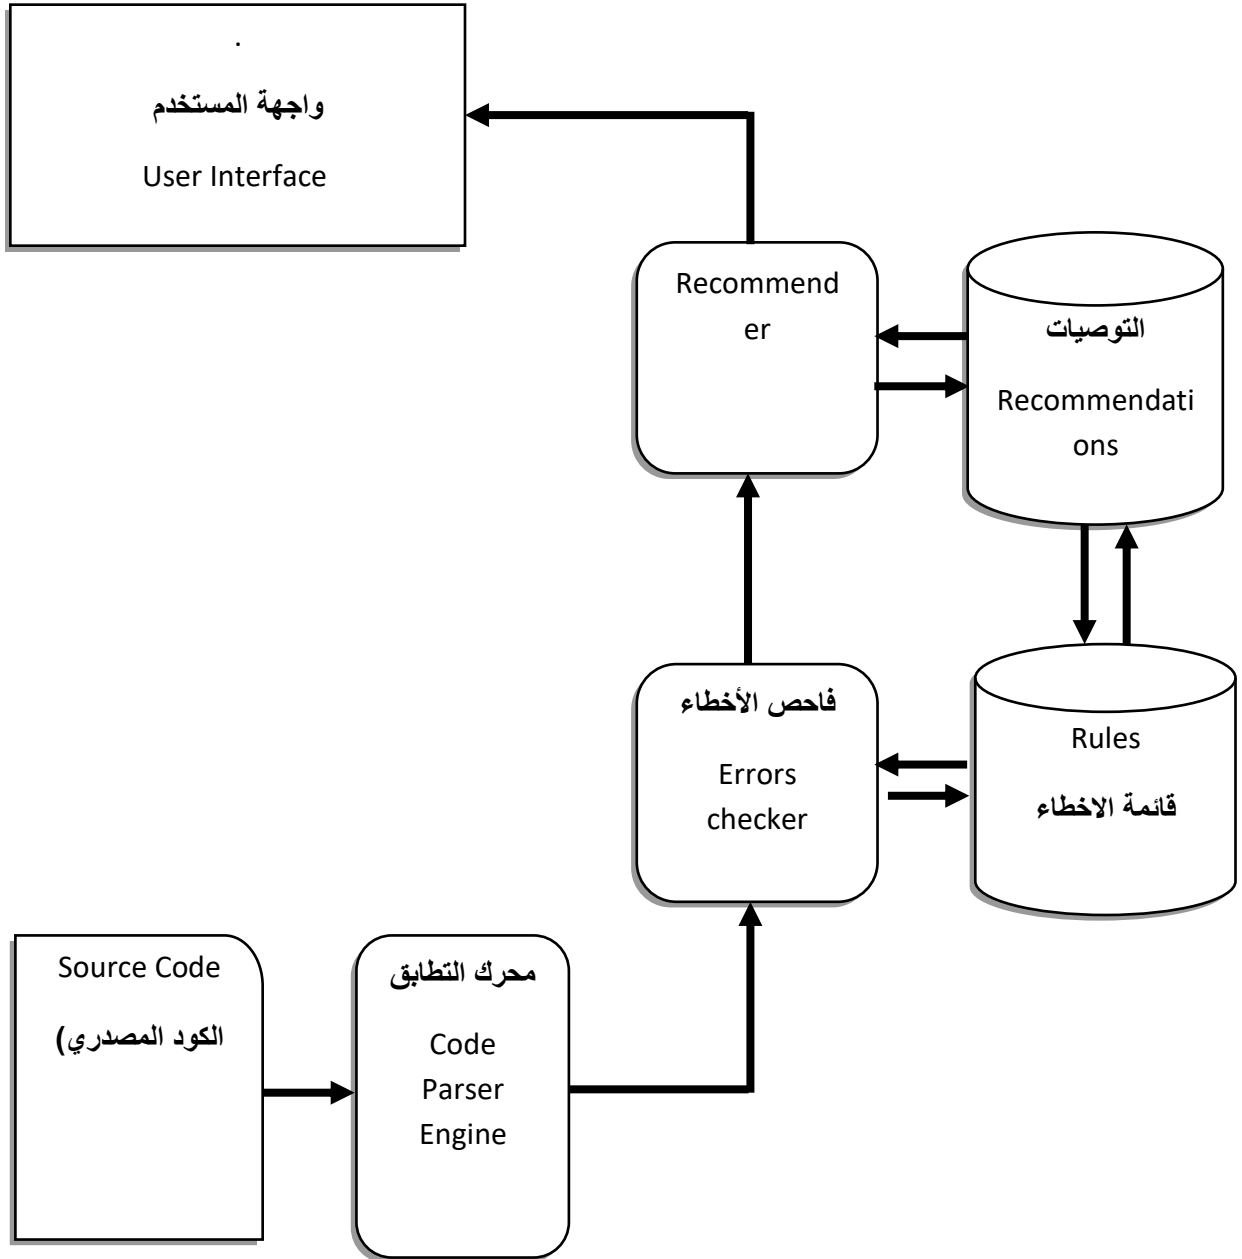 .
واجهة المستخدم
User Interface
Recommend
er
التوصيات
Recommendati
ons
فاحص الأخطاء
Errors
checker
Rules
قائمة الاخطاء
Source Code
الكود المصدري)
محرك التطابق
Code
Parser
Engine